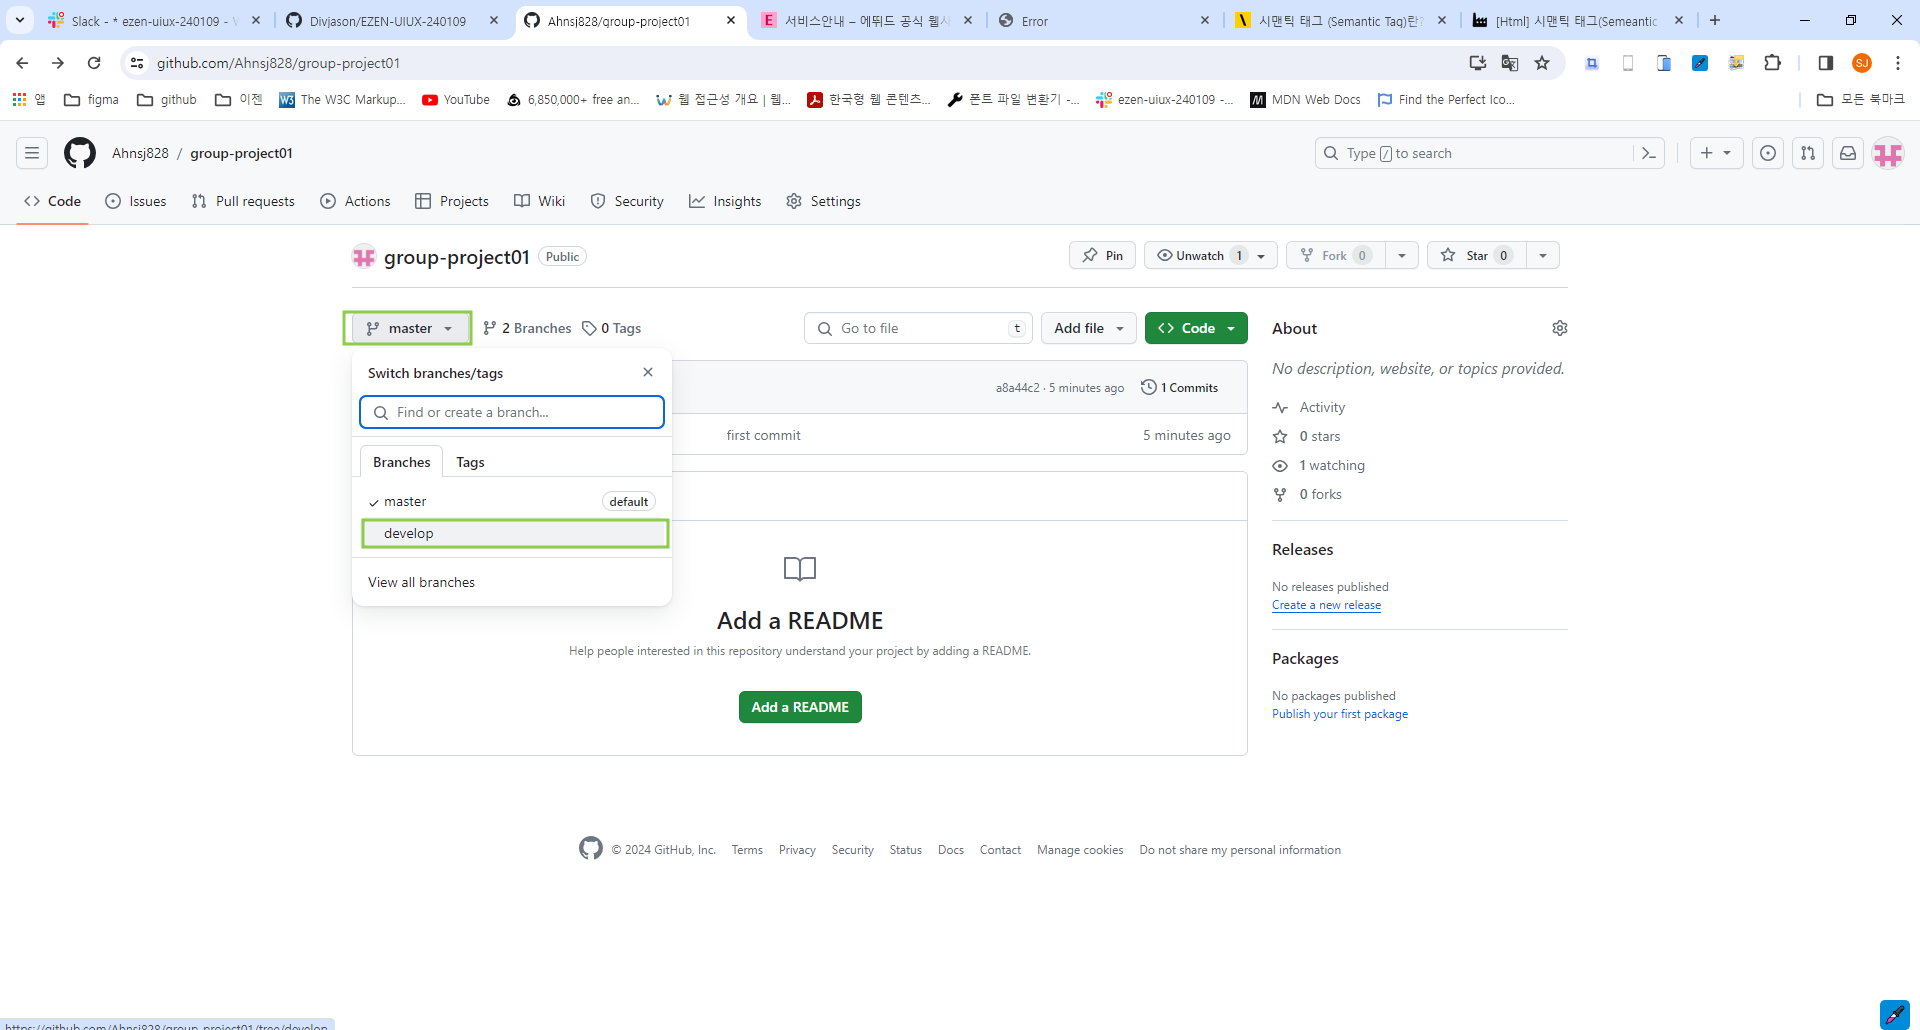 Slack - * ezen-uiux-240109 -
Divjason/EZEN-UIUX-240109
Ahnsj828/group-project01
서비스안내 – 에뛰드 공식 웹사
Error
시맨틱 태그 (Semantic Tag)란?
[Html] 시맨틱 태그(Semeantic
github.com/Ahnsj828/group-project01
SJ
앱
figma
github
이젠
The W3C Markup...
YouTube
6,850,000+ free an...
웹 접근성 개요 | 웹...
한국형 웹 콘텐츠...
폰트 파일 변환기 -...
ezen-uiux-240109 -...
MDN Web Docs
Find the Perfect Ico...
모든 북마크
Ahnsj828 / group-project01
Type / to search
Code
Issues
Pull requests
Actions
Projects
Wiki
Security
Insights
Settings
group-project01
Public
Pin
Unwatch 1
Fork 0
Star 0
master
2 Branches
0 Tags
Go to file
t
Add file
Code
About
Switch branches/tags
No description, website, or topics provided.
a8a44c2 · 5 minutes ago
1 Commits
Find or create a branch...
Activity
first commit
5 minutes ago
0 stars
Branches
Tags
1 watching
master
default
0 forks
develop
Releases
View all branches
No releases published
Create a new release
Add a README
Help people interested in this repository understand your project by adding a README.
Packages
No packages published
Add a README
Publish your first package
© 2024 GitHub, Inc.
Terms
Privacy
Security
Status
Docs
Contact
Manage cookies
Do not share my personal information
https://github.com/Ahnsj828/group-project01/tree/develop